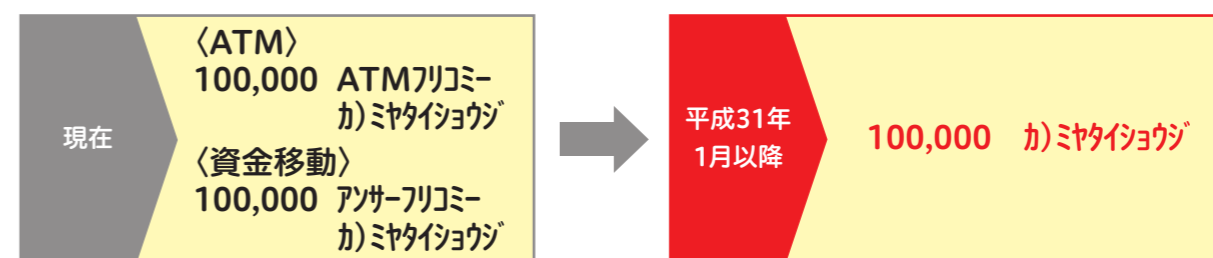 現在
〈ATM〉
100,000 ATMﾌﾘｺﾐｰ
ｶ)ﾐﾔﾀｲｼｮｳｼﾞ
〈資金移動〉
100,000 ｱﾝｻｰﾌﾘｺﾐｰ
ｶ)ﾐﾔﾀｲｼｮｳｼﾞ
平成31年
1月以降
100,000 ｶ)ﾐﾔﾀｲｼｮｳｼﾞ